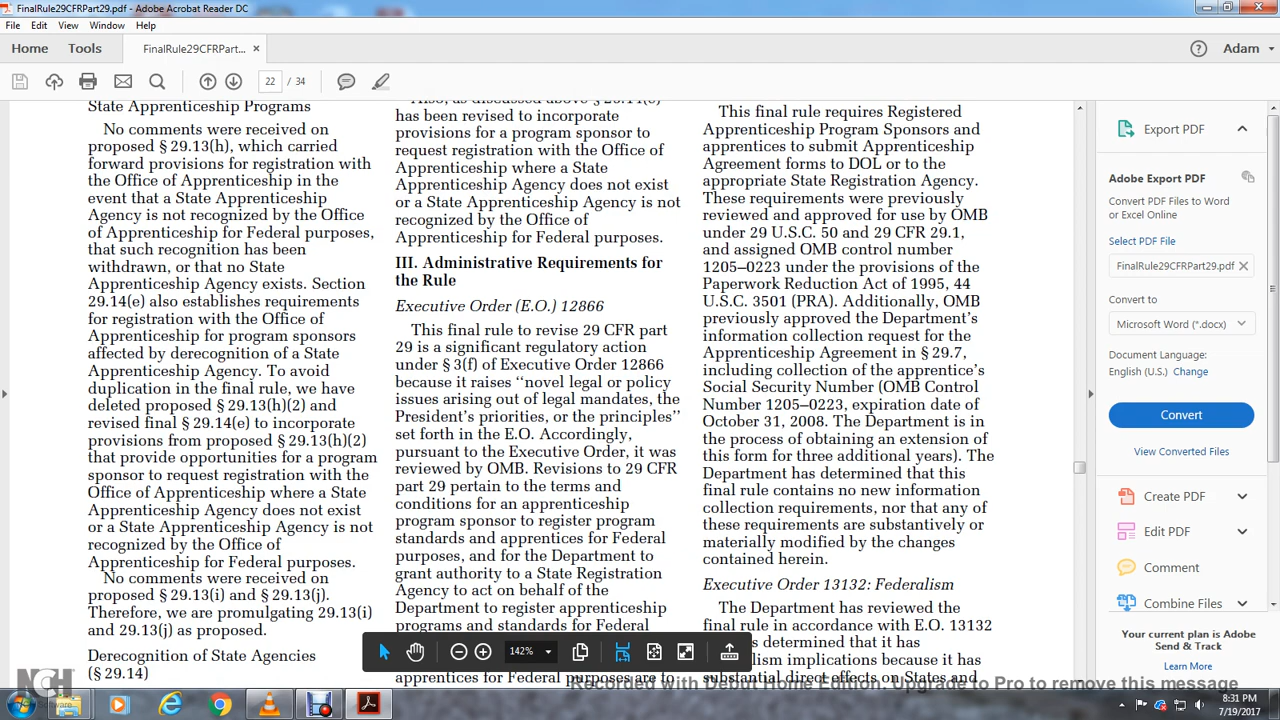 FinalRule29CFRPart29.pdf - Adobe Acrobat Reader DC
File Edit View Window Help
Home Tools FinalRule29CFRPart... × Adam
22 / 34
State Apprenticeship Programs
No comments were received on
proposed § 29.13(h), which carried
forward provisions for registration with
the Office of Apprenticeship in the
event that a State Apprenticeship
Agency is not recognized by the Office
of Apprenticeship for Federal purposes,
that such recognition has been
withdrawn, or that no State
Apprenticeship Agency exists. Section
29.14(e) also establishes requirements
for registration with the Office of
Apprenticeship for program sponsors
affected by derecognition of a State
Apprenticeship Agency. To avoid
duplication in the final rule, we have
deleted proposed § 29.13(h)(2) and
revised final § 29.14(e) to incorporate
provisions from proposed § 29.13(h)(2)
that provide opportunities for a program
sponsor to request registration with the
Office of Apprenticeship where a State
Apprenticeship Agency does not exist
or a State Apprenticeship Agency is not
recognized by the Office of
Apprenticeship for Federal purposes.
No comments were received on
proposed § 29.13(i) and § 29.13(j).
Therefore, we are promulgating 29.13(i)
and 29.13(j) as proposed.
Derecognition of State Agencies
(§ 29.14)
Also, as discussed above § 29.14(e)
has been revised to incorporate
provisions for a program sponsor to
request registration with the Office of
Apprenticeship where a State
Apprenticeship Agency does not exist
or a State Apprenticeship Agency is not
recognized by the Office of
Apprenticeship for Federal purposes.
III. Administrative Requirements for
the Rule
Executive Order (E.O.) 12866
This final rule to revise 29 CFR part
29 is a significant regulatory action
under § 3(f) of Executive Order 12866
because it raises ‘‘novel legal or policy
issues arising out of legal mandates, the
President’s priorities, or the principles’’
set forth in the E.O. Accordingly,
pursuant to the Executive Order, it was
reviewed by OMB. Revisions to 29 CFR
part 29 pertain to the terms and
conditions for an apprenticeship
program sponsor to register program
standards and apprentices for Federal
purposes, and for the Department to
grant authority to a State Registration
Agency to act on behalf of the
Department to register apprenticeship
programs and standards for Federal
apprentices for Federal purposes are to
This final rule requires Registered
Apprenticeship Program Sponsors and
apprentices to submit Apprenticeship
Agreement forms to DOL or to the
appropriate State Registration Agency.
These requirements were previously
reviewed and approved for use by OMB
under 29 U.S.C. 50 and 29 CFR 29.1,
and assigned OMB control number
1205–0223 under the provisions of the
Paperwork Reduction Act of 1995, 44
U.S.C. 3501 (PRA). Additionally, OMB
previously approved the Department’s
information collection request for the
Apprenticeship Agreement in § 29.7,
including collection of the apprentice’s
Social Security Number (OMB Control
Number 1205–0223, expiration date of
October 31, 2008. The Department is in
the process of obtaining an extension of
this form for three additional years). The
Department has determined that this
final rule contains no new information
collection requirements, nor that any of
these requirements are substantively or
materially modified by the changes
contained herein.
Executive Order 13132: Federalism
The Department has reviewed the
final rule in accordance with E.O. 13132
s determined that it has
lism implications because it has
substantial direct effects on States and
142%
Export PDF
Adobe Export PDF
Convert PDF Files to Word
or Excel Online
Select PDF File
FinalRule29CFRPart29.pdf ×
Convert to
Microsoft Word (*.docx)
Document Language:
English (U.S.) Change
Convert
View Converted Files
Create PDF
Edit PDF
Comment
Combine Files
Your current plan is Adobe
Send & Track
Learn More
NCH
Software
Recorded with Debut Home Edition. Upgrade to Pro to remove this message
8:31 PM
7/19/2017